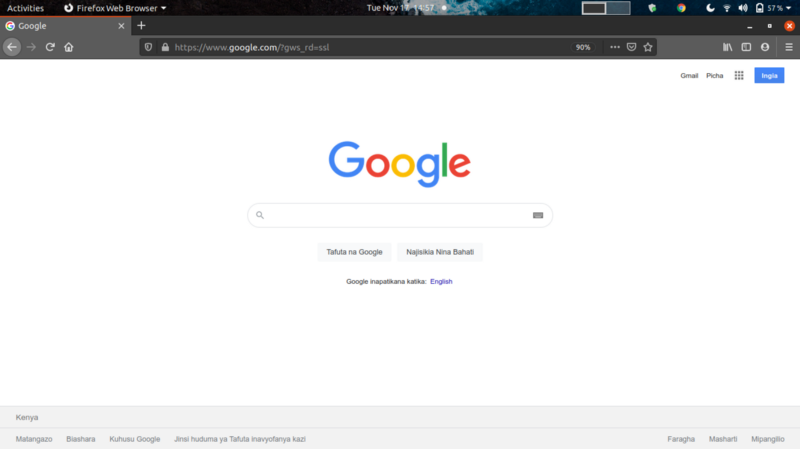 Activities Firefox Web Browser Tue Nov 17 14:57 57 %
Google
https://www.google.com/?gws_rd=ssl 90%
Gmail Picha Ingia
Google
Tafuta na Google Najisikia Nina Bahati
Google inapatikana katika: English
Kenya
Matangazo Biashara Kuhusu Google Jinsi huduma ya Tafuta inavyofanya kazi Faragha Masharti Mipangilio